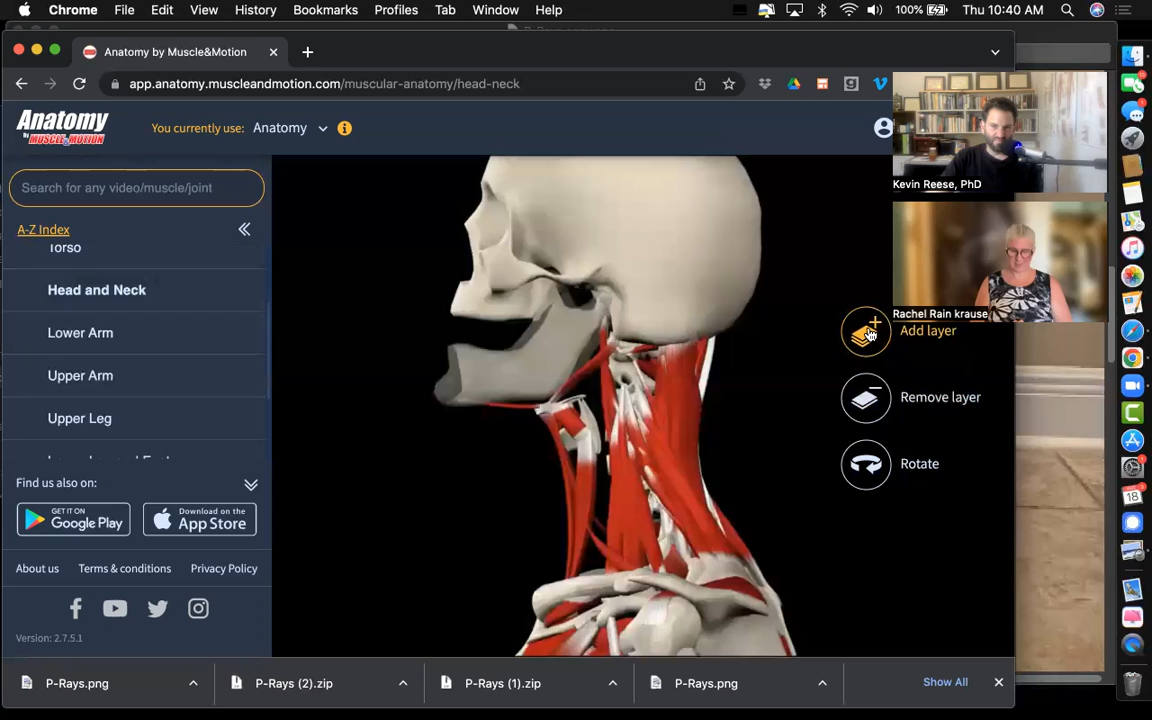 Chrome File Edit View History Bookmarks Profiles Tab Window Help 100% Thu 10:40 AM
Anatomy by Muscle&Motion
app.anatomy.muscleandmotion.com/muscular-anatomy/head-neck
Anatomy
by MUSCLE & MOTION
You currently use: Anatomy
Search for any video/muscle/joint
A-Z Index
Torso
Head and Neck
Lower Arm
Upper Arm
Upper Leg
Find us also on:
GET IT ON
Google Play
Download on the
App Store
About us Terms & conditions Privacy Policy
Version: 2.7.5.1
Add layer
Remove layer
Rotate
Kevin Reese, PhD
Rachel Rain krause
P-Rays.png P-Rays (2).zip P-Rays (1).zip P-Rays.png Show All
18